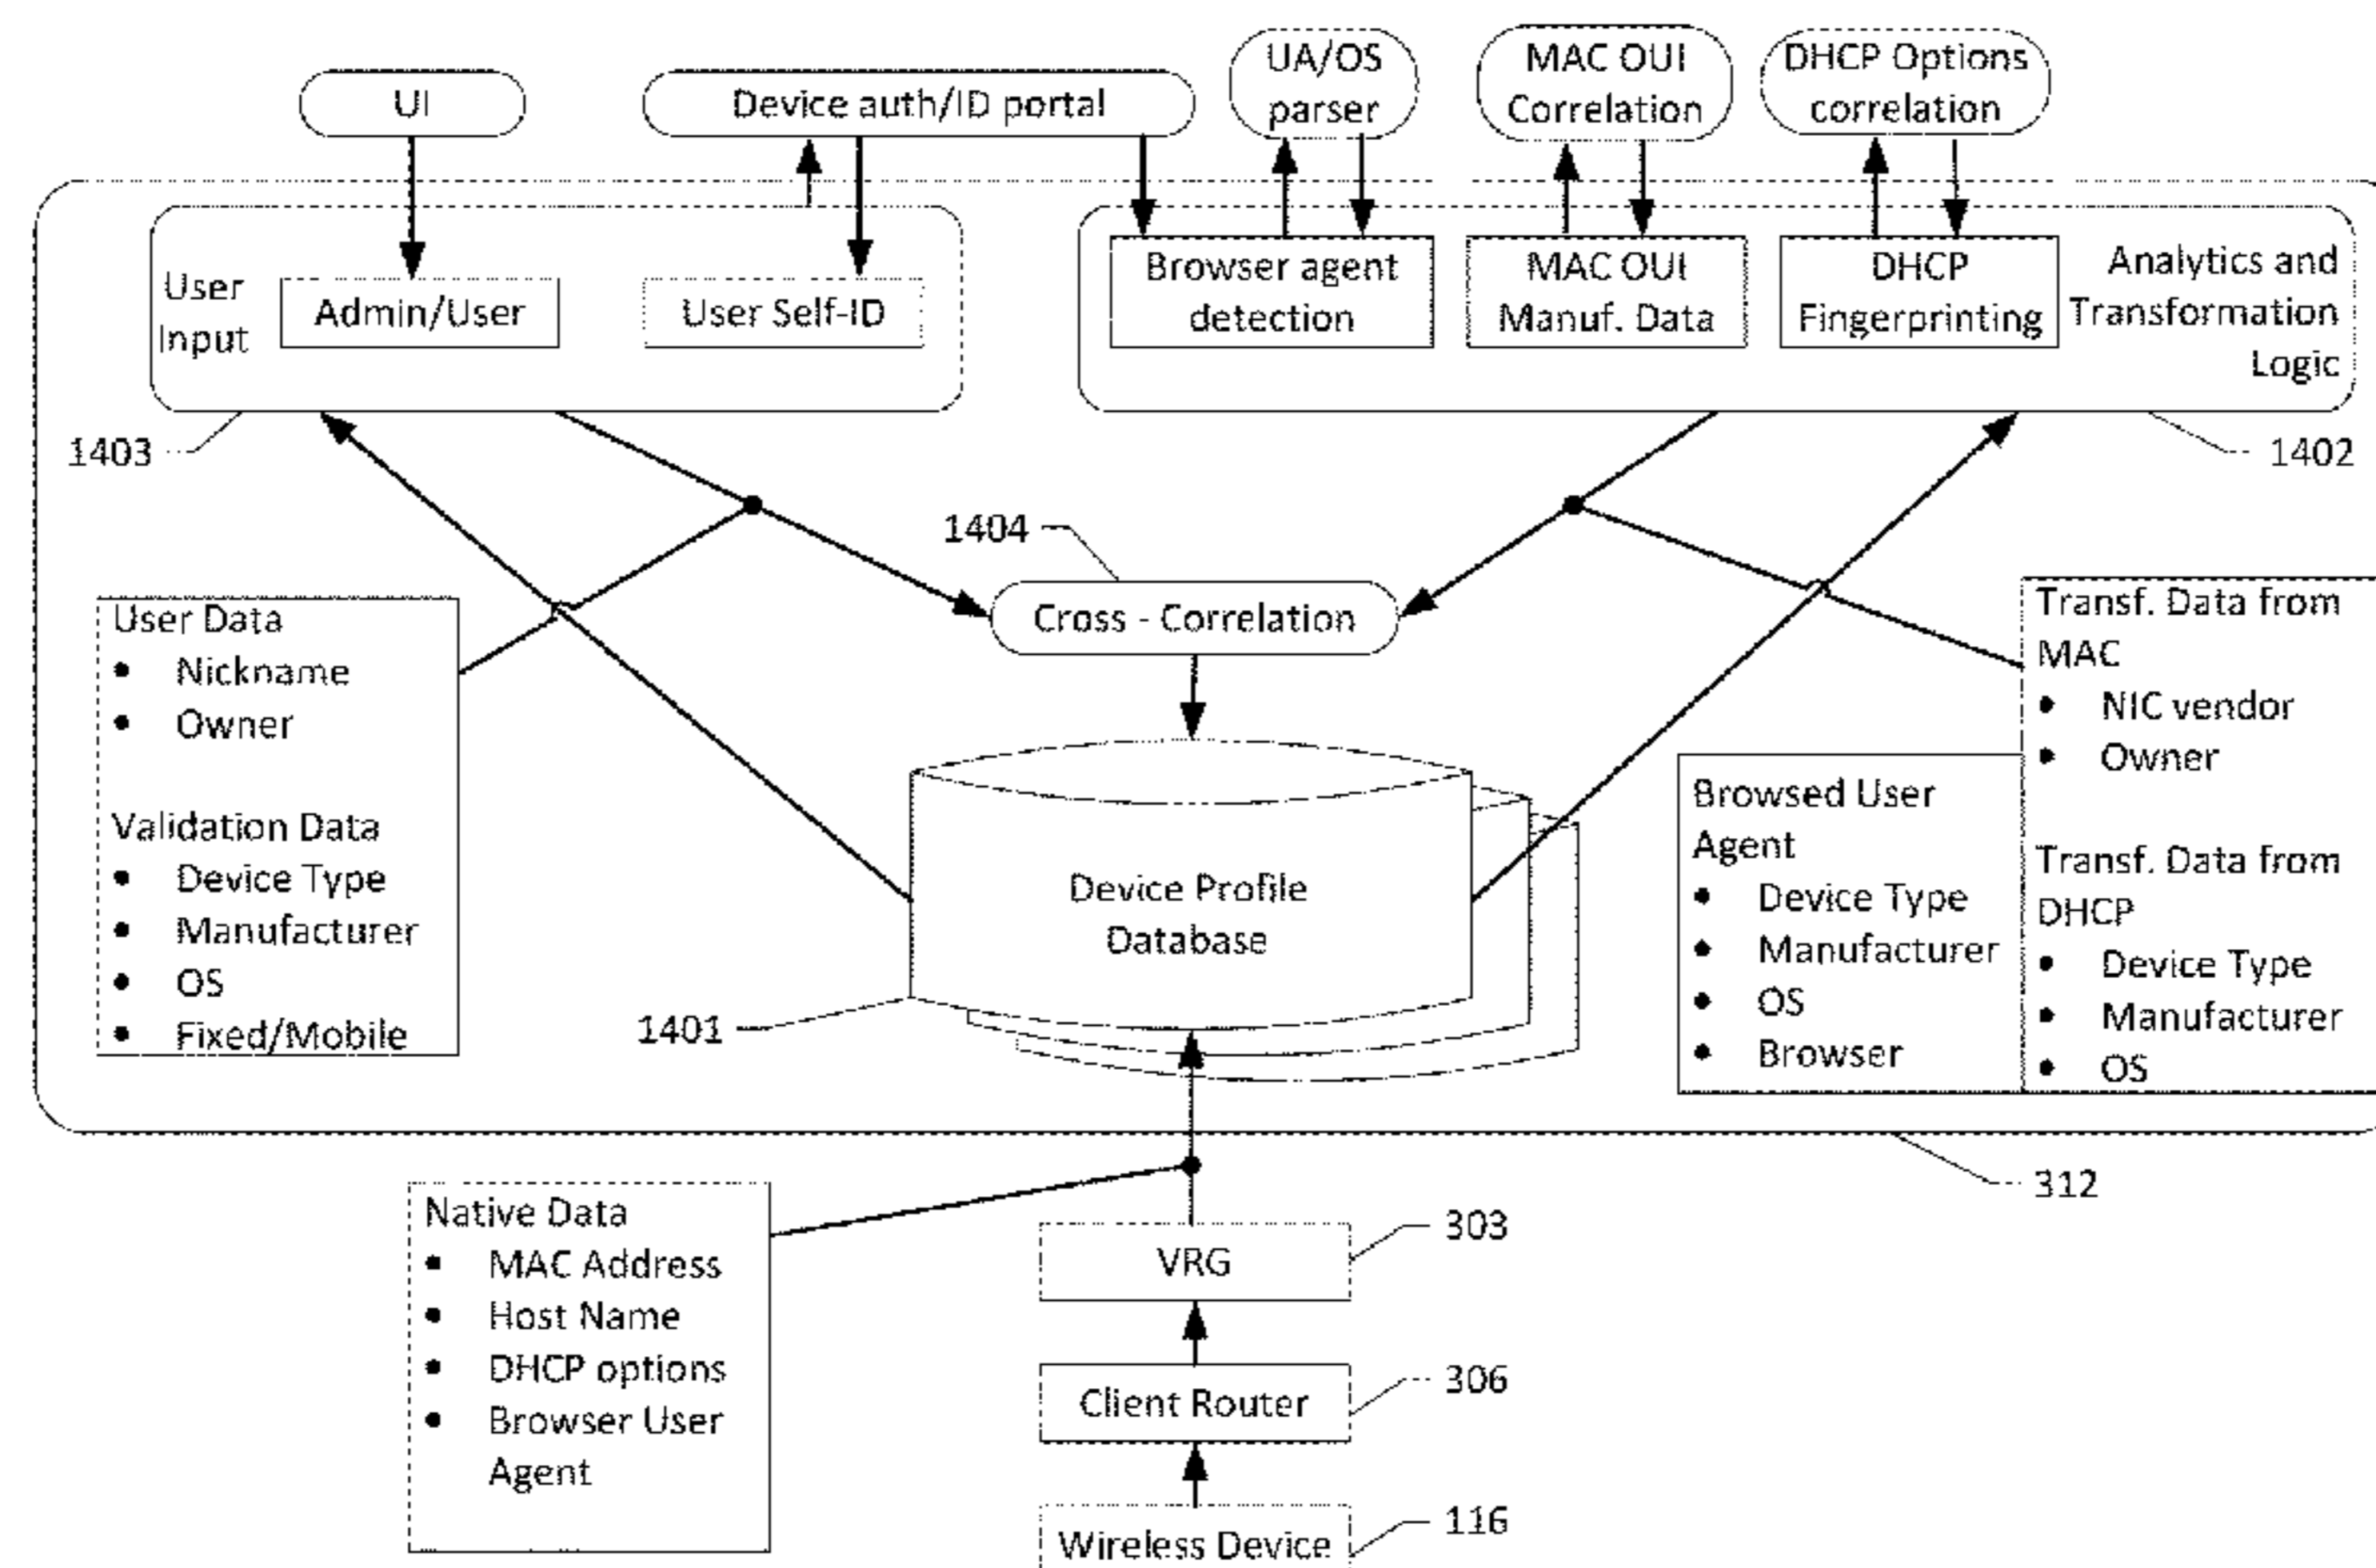 UI
Device auth/ID portal
UA/OS
parser
MAC OUI
Correlation
DHCP Options
correlation
User
Input
Admin/User
User Self-ID
Browser agent
detection
MAC OUI
Manuf. Data
DHCP
Fingerprinting
Analytics and
Transformation
Logic
1403
1402
1404
Cross - Correlation
User Data
• Nickname
• Owner
Validation Data
• Device Type
• Manufacturer
• OS
• Fixed/Mobile
Device Profile
Database
1401
Browsed User
Agent
• Device Type
• Manufacturer
• OS
• Browser
Transf. Data from
MAC
• NIC vendor
• Owner
Transf. Data from
DHCP
• Device Type
• Manufacturer
• OS
312
Native Data
• MAC Address
• Host Name
• DHCP options
• Browser User
Agent
VRG
303
Client Router
306
Wireless Device
116